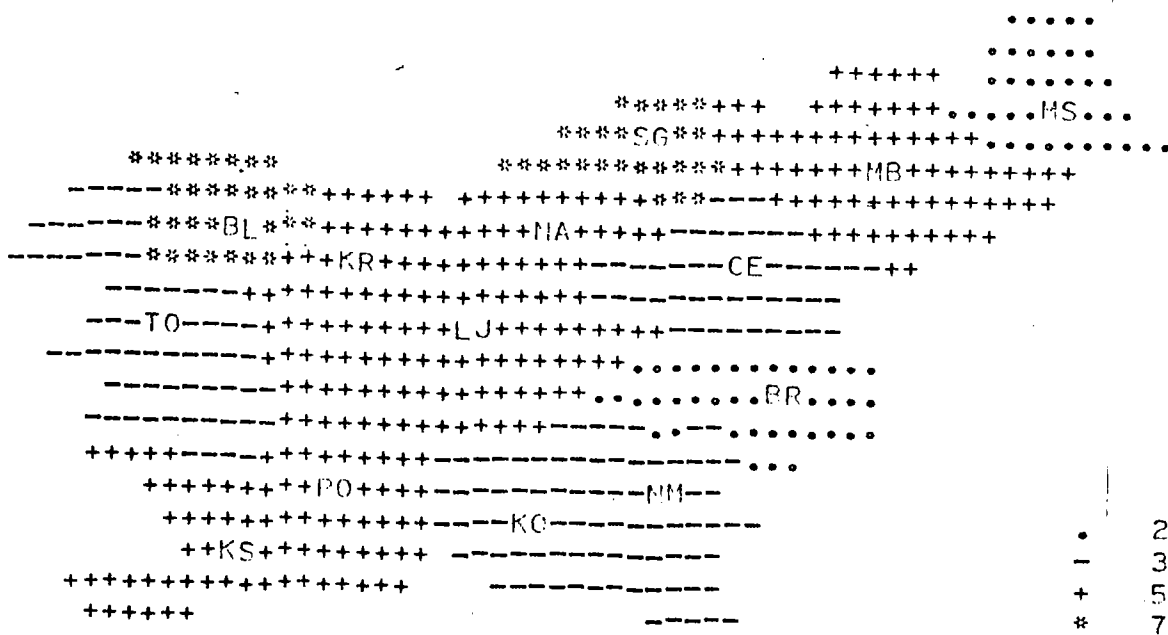 .....
......
++++++ .......
*****+++ +++++++.....MS...
****SG**++++++++++++++..........
******** ************+++++++MB+++++++++
-----********++++++ ++++++++++***---+++++++++++++++
------****BL***+++++++++++NA+++++-------++++++++++
-------*******+++KR+++++++++++-------CE------++
-------++++++++++++++++++-------------
---TO----++++++++++LJ+++++++++---------
-----------+++++++++++++++++++.............
---------++++++++++++++++.........BR....
----------++++++++++++++-----..--........
+++++----+++++++++-----------------...
+++++++++PO++++-----------NM--
++++++++++++++----KO-----------
++KS+++++++++ --------------
++++++++++++++++++ ------------
++++++ -----
. 2
- 3
+ 5
* 7